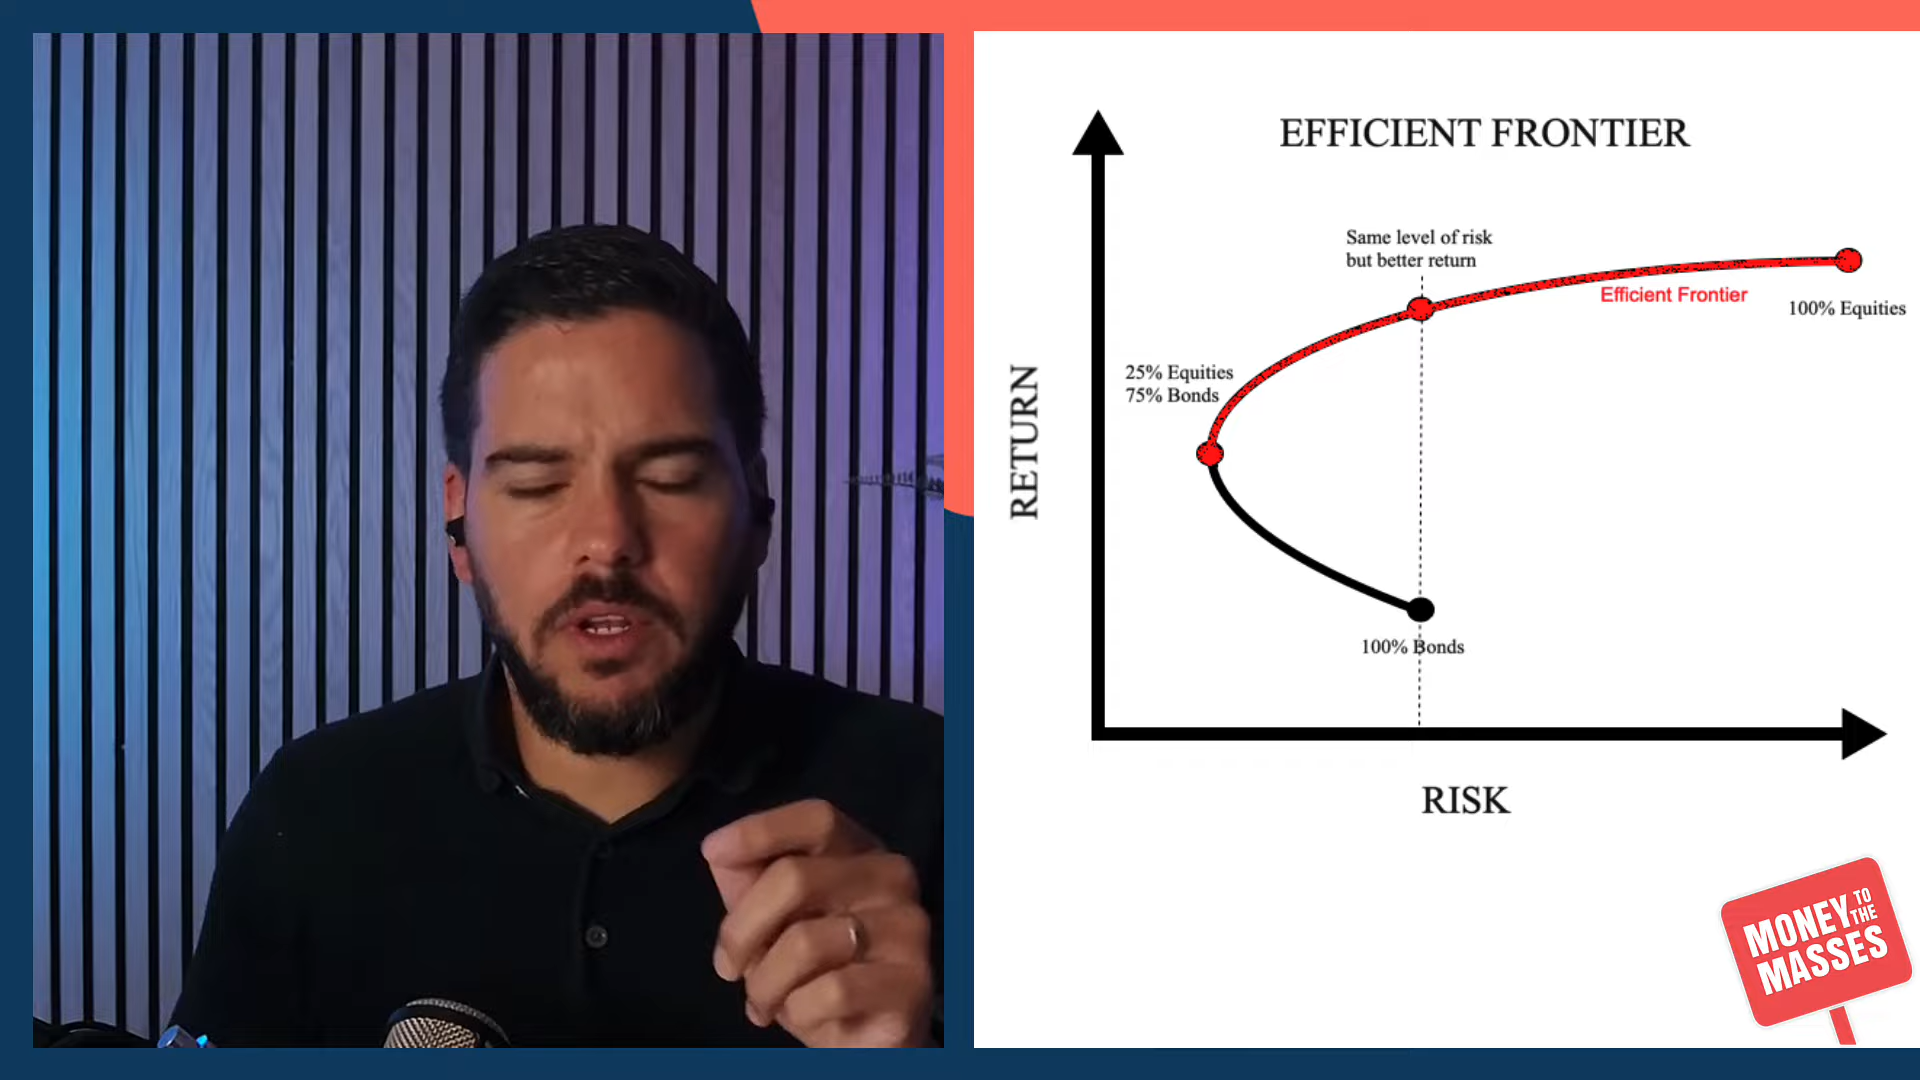 EFFICIENT FRONTIER
Same level of risk
but better return
Efficient Frontier
100% Equities
25% Equities
75% Bonds
RETURN
100% Bonds
RISK
MONEY TO THE
MASSES